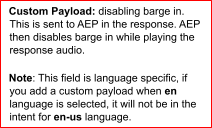 Custom Payload: disabling barge in.
This is sent to AEP in the response. AEP
then disables barge in while playing the
response audio.
Note: This field is language specific, if
you add a custom payload when en
language is selected, it will not be in the
intent for en-us language.